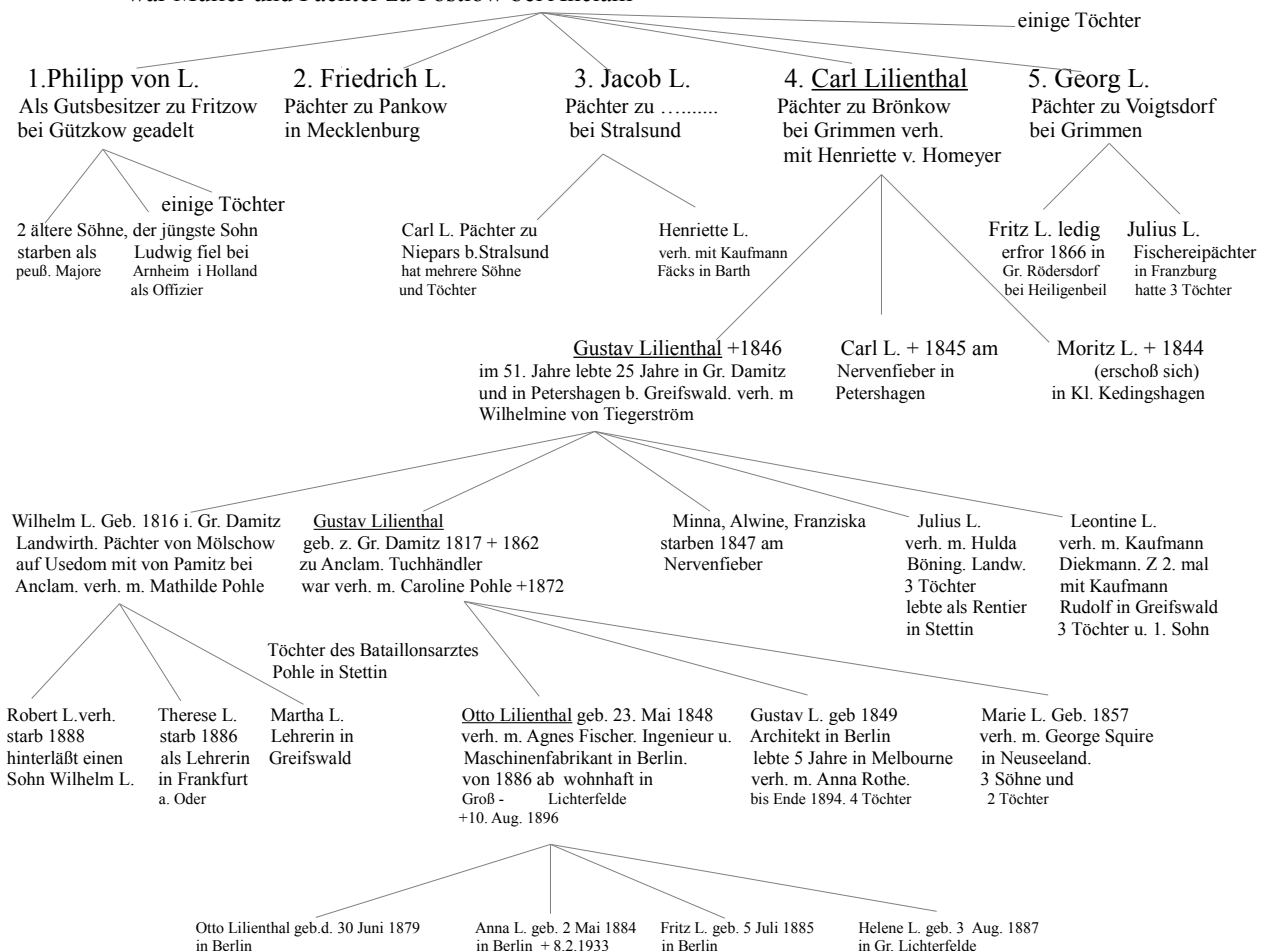 war Müller und Pächter zu Postlow bei Anclam
einige Töchter
1.Philipp von L.
Als Gutsbesitzer zu Fritzow
bei Gützkow geadelt
2. Friedrich L.
Pächter zu Pankow
in Mecklenburg
3. Jacob L.
Pächter zu ….......
bei Stralsund
4. Carl Lilienthal
Pächter zu Brönkow
bei Grimmen verh.
mit Henriette v. Homeyer
5. Georg L.
Pächter zu Voigtsdorf
bei Grimmen
einige Töchter
2 ältere Söhne,
starben als
peuß. Majore
der jüngste Sohn
Ludwig fiel bei
Arnheim i Holland
als Offizier
Carl L. Pächter zu
Niepars b.Stralsund
hat mehrere Söhne
und Töchter
Henriette L.
verh. mit Kaufmann
Fäcks in Barth
Fritz L. ledig
erfror 1866 in
Gr. Rödersdorf
bei Heiligenbeil
Julius L.
Fischereipächter
in Franzburg
hatte 3 Töchter
Gustav Lilienthal +1846
im 51. Jahre lebte 25 Jahre in Gr. Damitz
und in Petershagen b. Greifswald. verh. m
Wilhelmine von Tiegerström
Carl L. + 1845 am
Nervenfieber in
Petershagen
Moritz L. + 1844
(erschoß sich)
in Kl. Kedingshagen
Wilhelm L. Geb. 1816 i. Gr. Damitz
Landwirth. Pächter von Mölschow
auf Usedom mit von Pamitz bei
Anclam. verh. m. Mathilde Pohle
Gustav Lilienthal
geb. z. Gr. Damitz 1817 + 1862
zu Anclam. Tuchhändler
war verh. m. Caroline Pohle +1872
Minna, Alwine, Franziska
starben 1847 am
Nervenfieber
Julius L.
verh. m. Hulda
Böning. Landw.
3 Töchter
lebte als Rentier
in Stettin
Leontine L.
verh. m. Kaufmann
Diekmann. Z 2. mal
mit Kaufmann
Rudolf in Greifswald
3 Töchter u. 1. Sohn
Töchter des Bataillonsarztes
Pohle in Stettin
Robert L.verh.
starb 1888
hinterläßt einen
Sohn Wilhelm L.
Therese L.
starb 1886
als Lehrerin
in Frankfurt
a. Oder
Martha L.
Lehrerin in
Greifswald
Otto Lilienthal geb. 23. Mai 1848
verh. m. Agnes Fischer. Ingenieur u.
Maschinenfabrikant in Berlin.
von 1886 ab wohnhaft in
Groß - Lichterfelde
+10. Aug. 1896
Gustav L. geb 1849
Architekt in Berlin
lebte 5 Jahre in Melbourne
verh. m. Anna Rothe.
bis Ende 1894. 4 Töchter
Marie L. Geb. 1857
verh. m. George Squire
in Neuseeland.
3 Söhne und
2 Töchter
Otto Lilienthal geb.d. 30 Juni 1879
in Berlin
Anna L. geb. 2 Mai 1884
in Berlin + 8.2.1933
Fritz L. geb. 5 Juli 1885
in Berlin
Helene L. geb. 3 Aug. 1887
in Gr. Lichterfelde